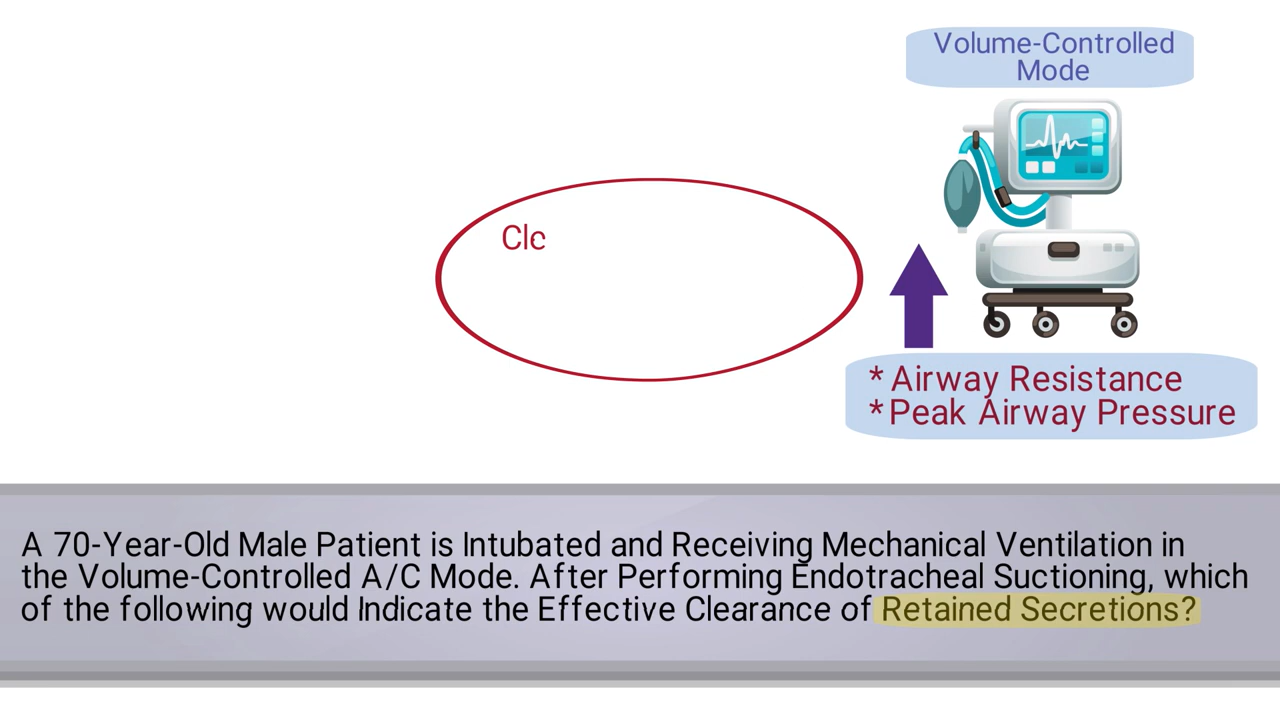 Volume-Controlled
Mode
Clc
* Airway Resistance
* Peak Airway Pressure
A 70-Year-Old Male Patient is Intubated and Receiving Mechanical Ventilation in
the Volume-Controlled A/C Mode. After Performing Endotracheal Suctioning, which
of the following would Indicate the Effective Clearance of Retained Secretions?